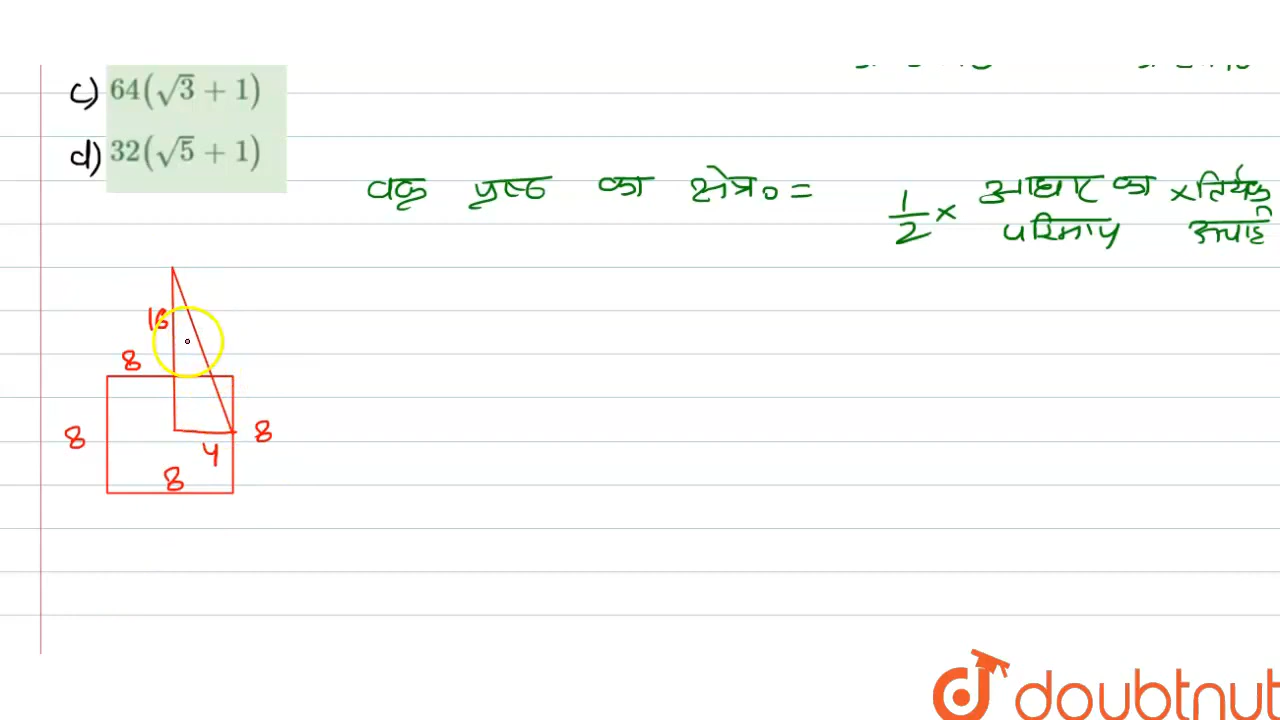 c) 64(√3 + 1)
d) 32(√5 + 1)
वक्र पृष्ठ का क्षेत्र० = 1/2 × आधार का × तिर्यक
परिमाप ऊंचाई
16
8
8 8
4
8
doubtnut